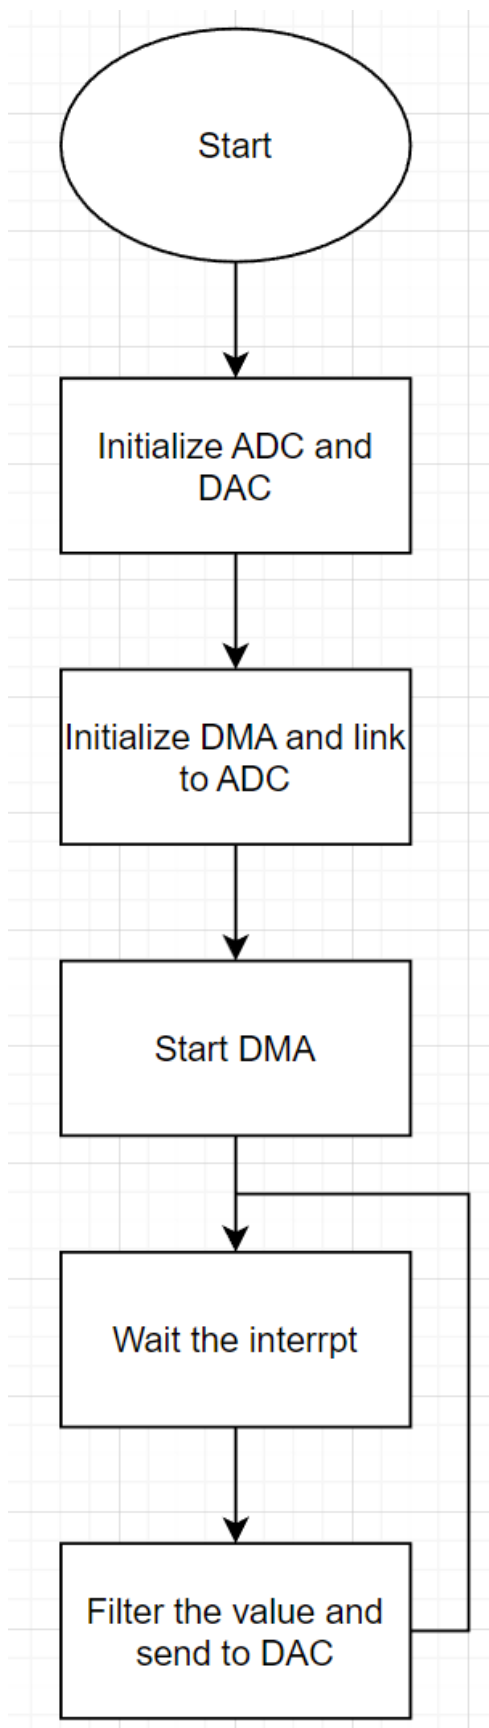 Start
Initialize ADC and
DAC
Initialize DMA and link
to ADC
Start DMA
Wait the interrpt
Filter the value and
send to DAC